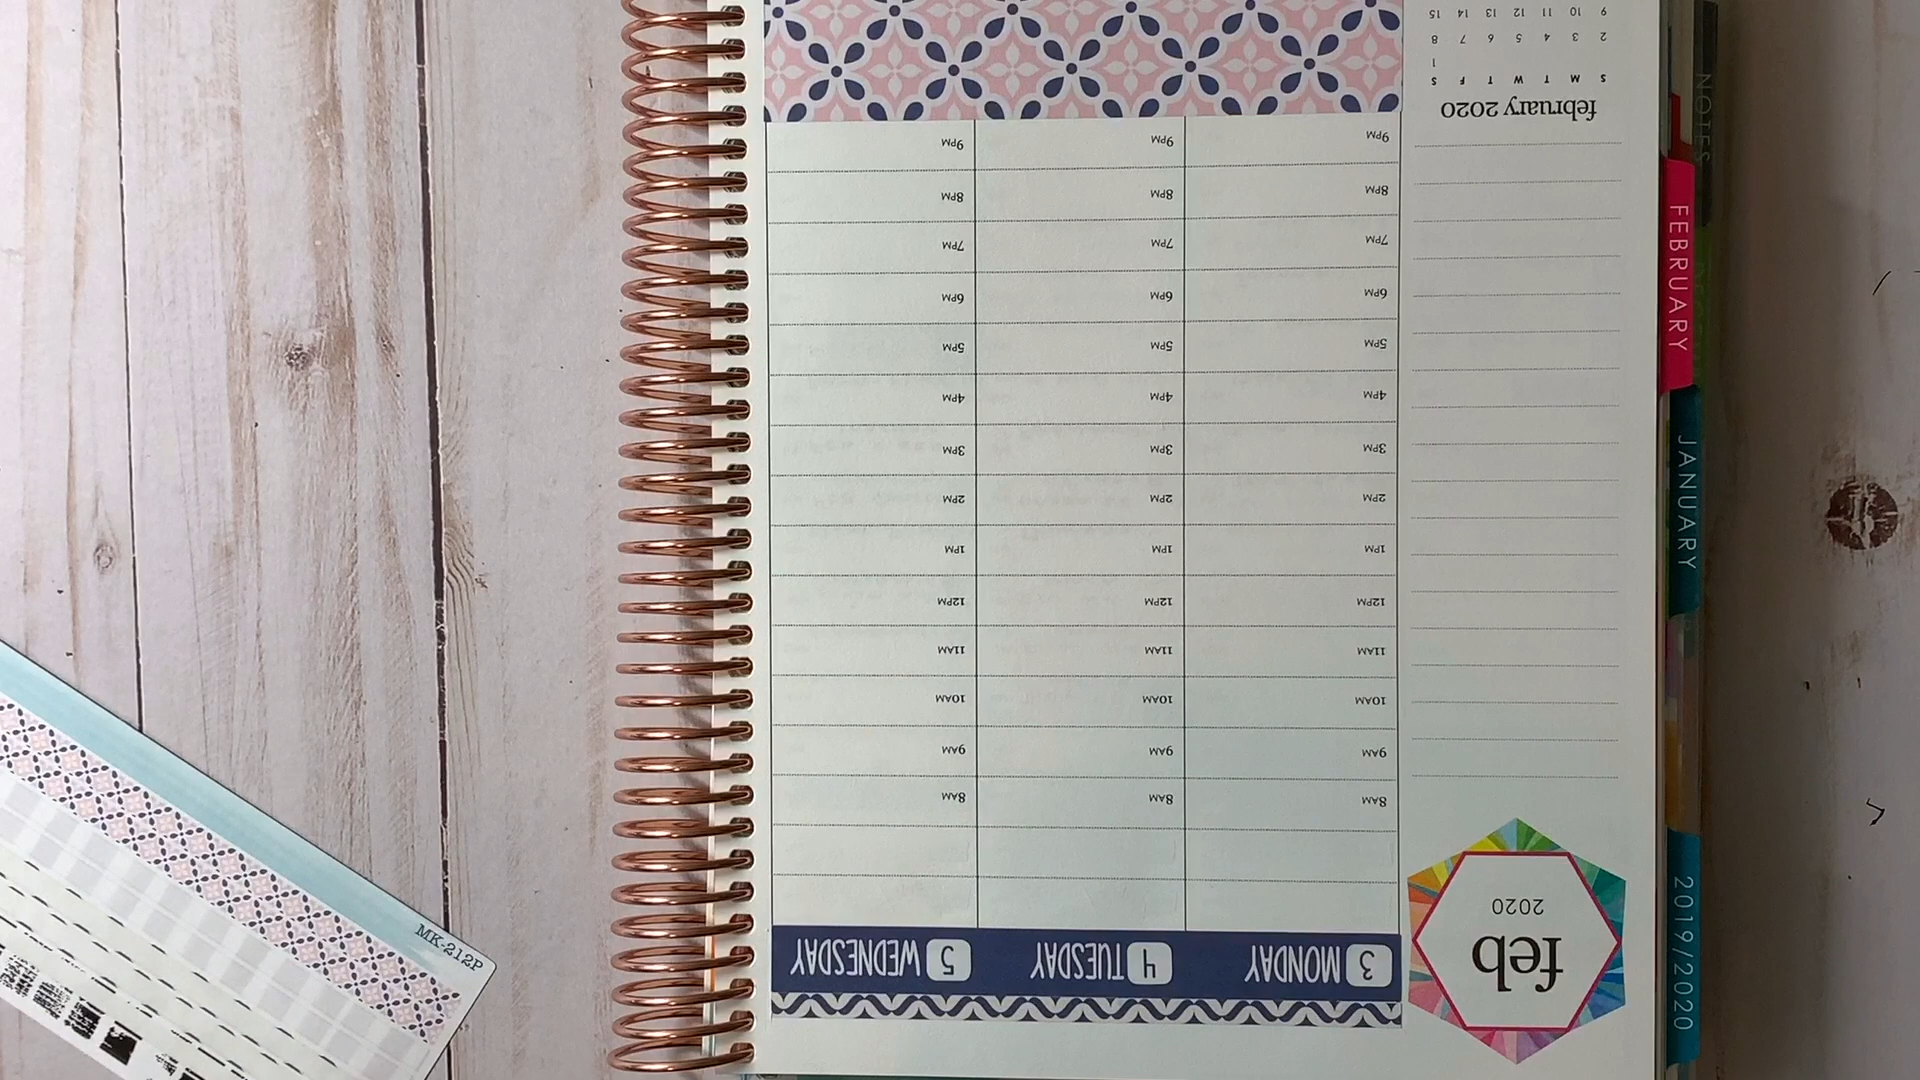 feb
2020
3 MONDAY
4 TUESDAY
5 WEDNESDAY
8AM 8AM 8AM
9AM 9AM 9AM
10AM 10AM 10AM
11AM 11AM 11AM
12PM 12PM 12PM
1PM 1PM 1PM
2PM 2PM 2PM
3PM 3PM 3PM
4PM 4PM 4PM
5PM 5PM 5PM
6PM 6PM 6PM
7PM 7PM 7PM
8PM 8PM 8PM
9PM 9PM 9PM
february 2020
S M T W T F S
1
2 3 4 5 6 7 8
9 10 11 12 13 14 15
NOTES
FEBRUARY
JANUARY
2019/2020
MK-212P